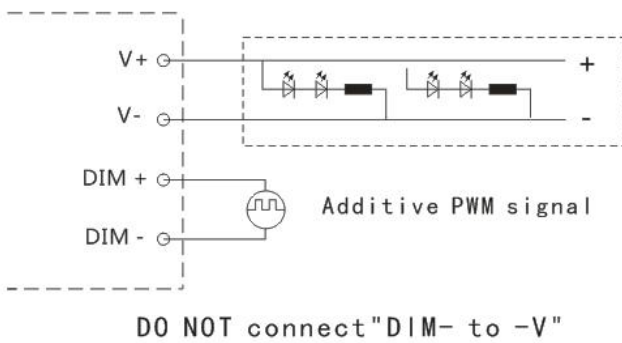 V+
+
V-
-
DIM +
Additive PWM signal
DIM -
DO NOT connect"DIM- to -V"